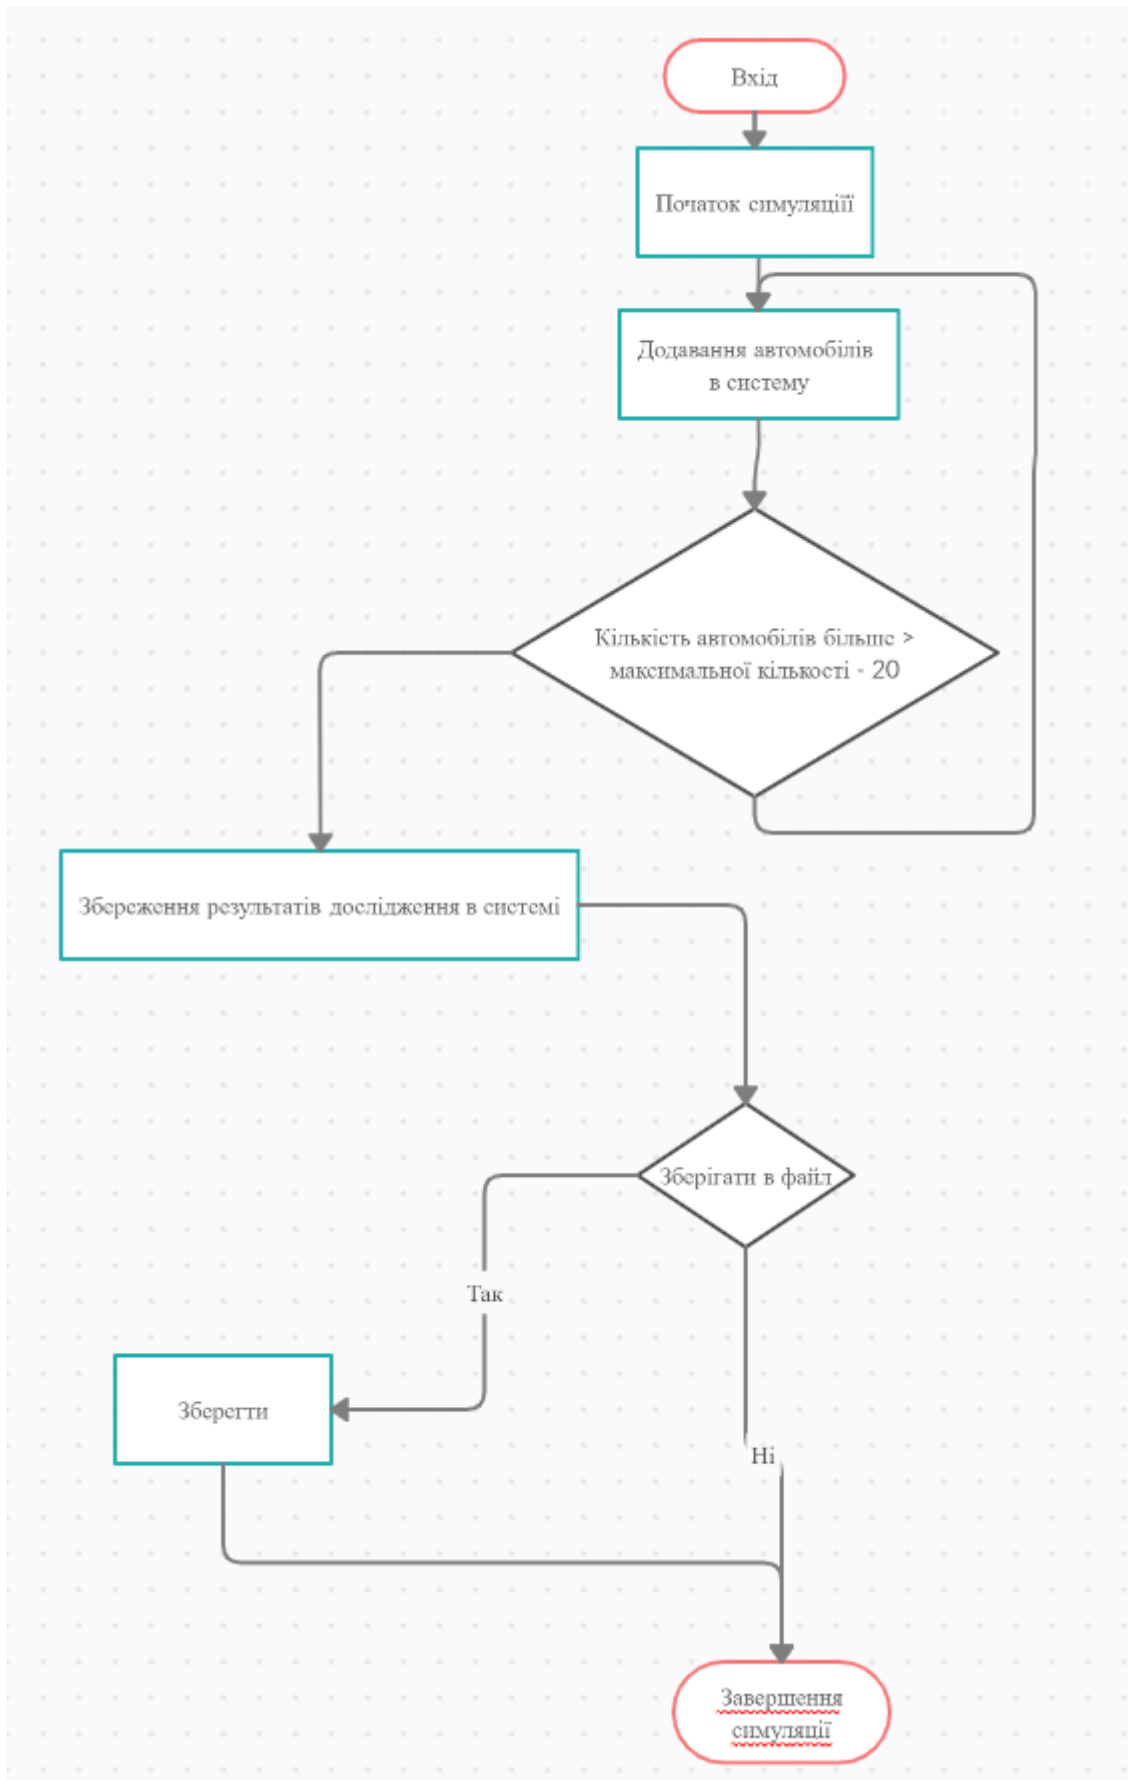 Вхід
Початок симуляціїї
Додавання автомобілів
в систему
Кількість автомобілів більше >
максимальної кількості - 20
Збереження результатів дослідження в системі
Зберігати в файл
Так
Зберегти
Ні
Завершення
симуляції